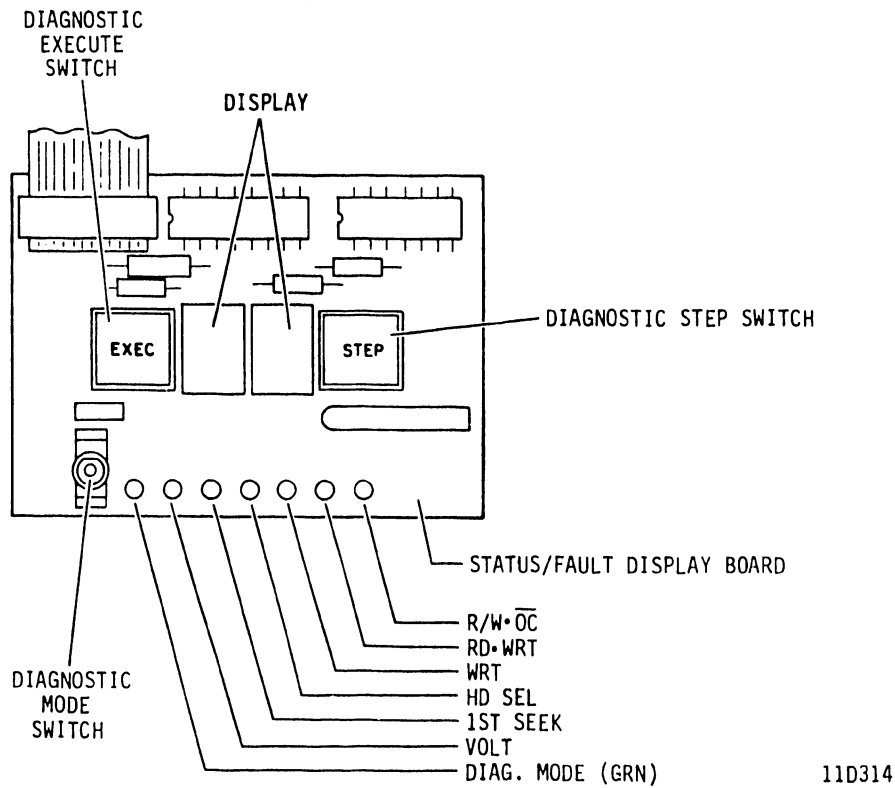 DIAGNOSTIC
EXECUTE
SWITCH
DISPLAY
EXEC
STEP
DIAGNOSTIC STEP SWITCH
STATUS/FAULT DISPLAY BOARD
R/W•O̅C̅
RD•WRT
WRT
HD SEL
1ST SEEK
VOLT
DIAG. MODE (GRN)
DIAGNOSTIC
MODE
SWITCH
11D314